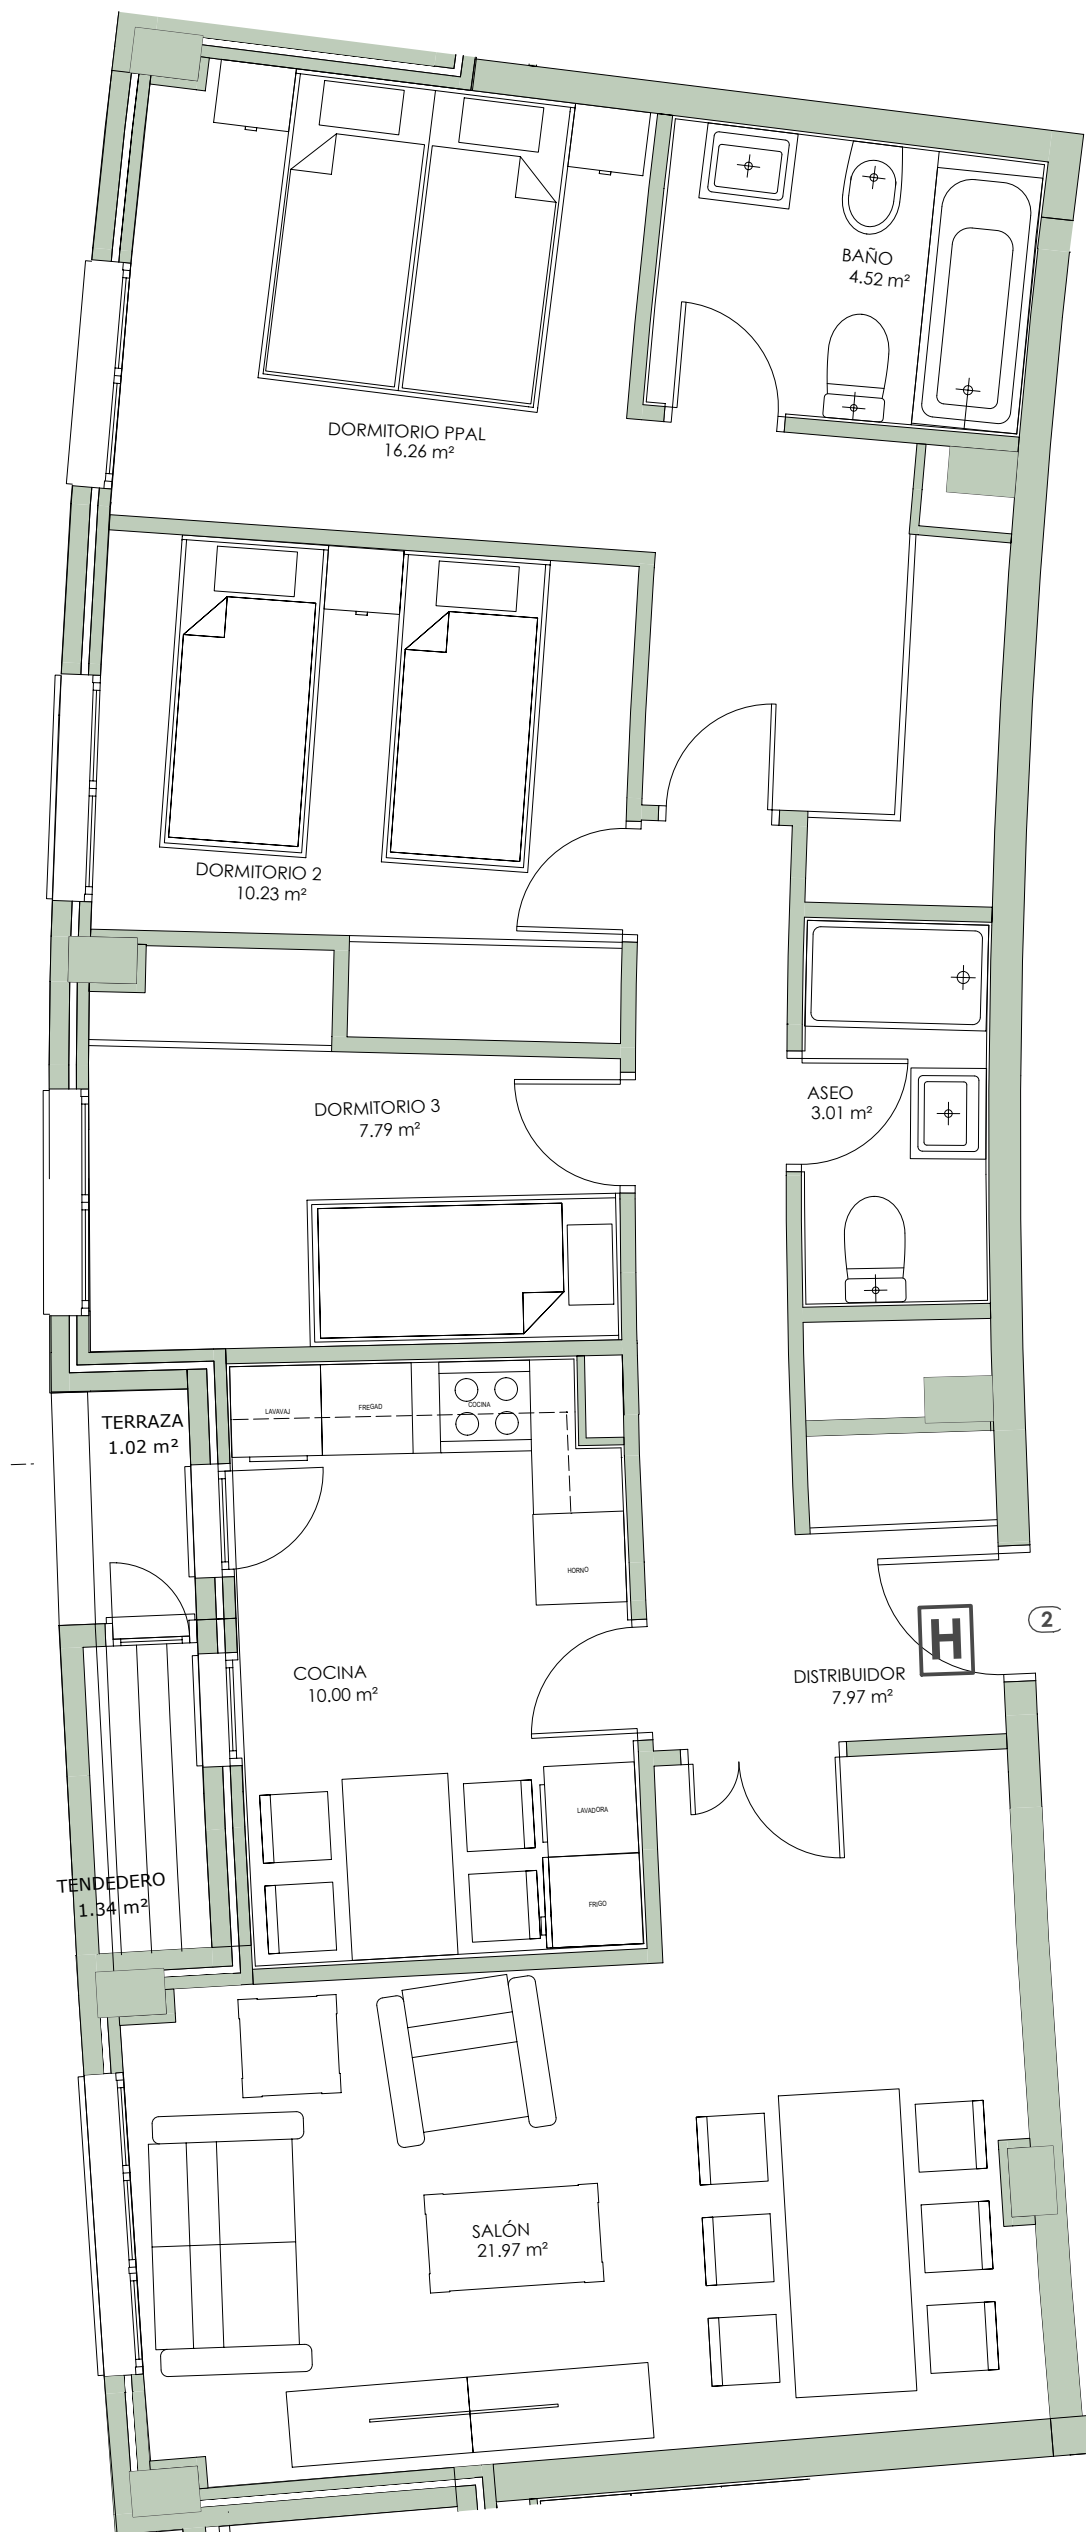 BAÑO
4.52 m²
DORMITORIO PPAL
16.26 m²
DORMITORIO 2
10.23 m²
ASEO
3.01 m²
DORMITORIO 3
7.79 m²
TERRAZA
1.02 m²
LAVAVAJ
FREGAD
COCINA
HORNO
H
2
COCINA
10.00 m²
DISTRIBUIDOR
7.97 m²
LAVADORA
TENDEDERO
1.34 m²
FRIGO
SALÓN
21.97 m²